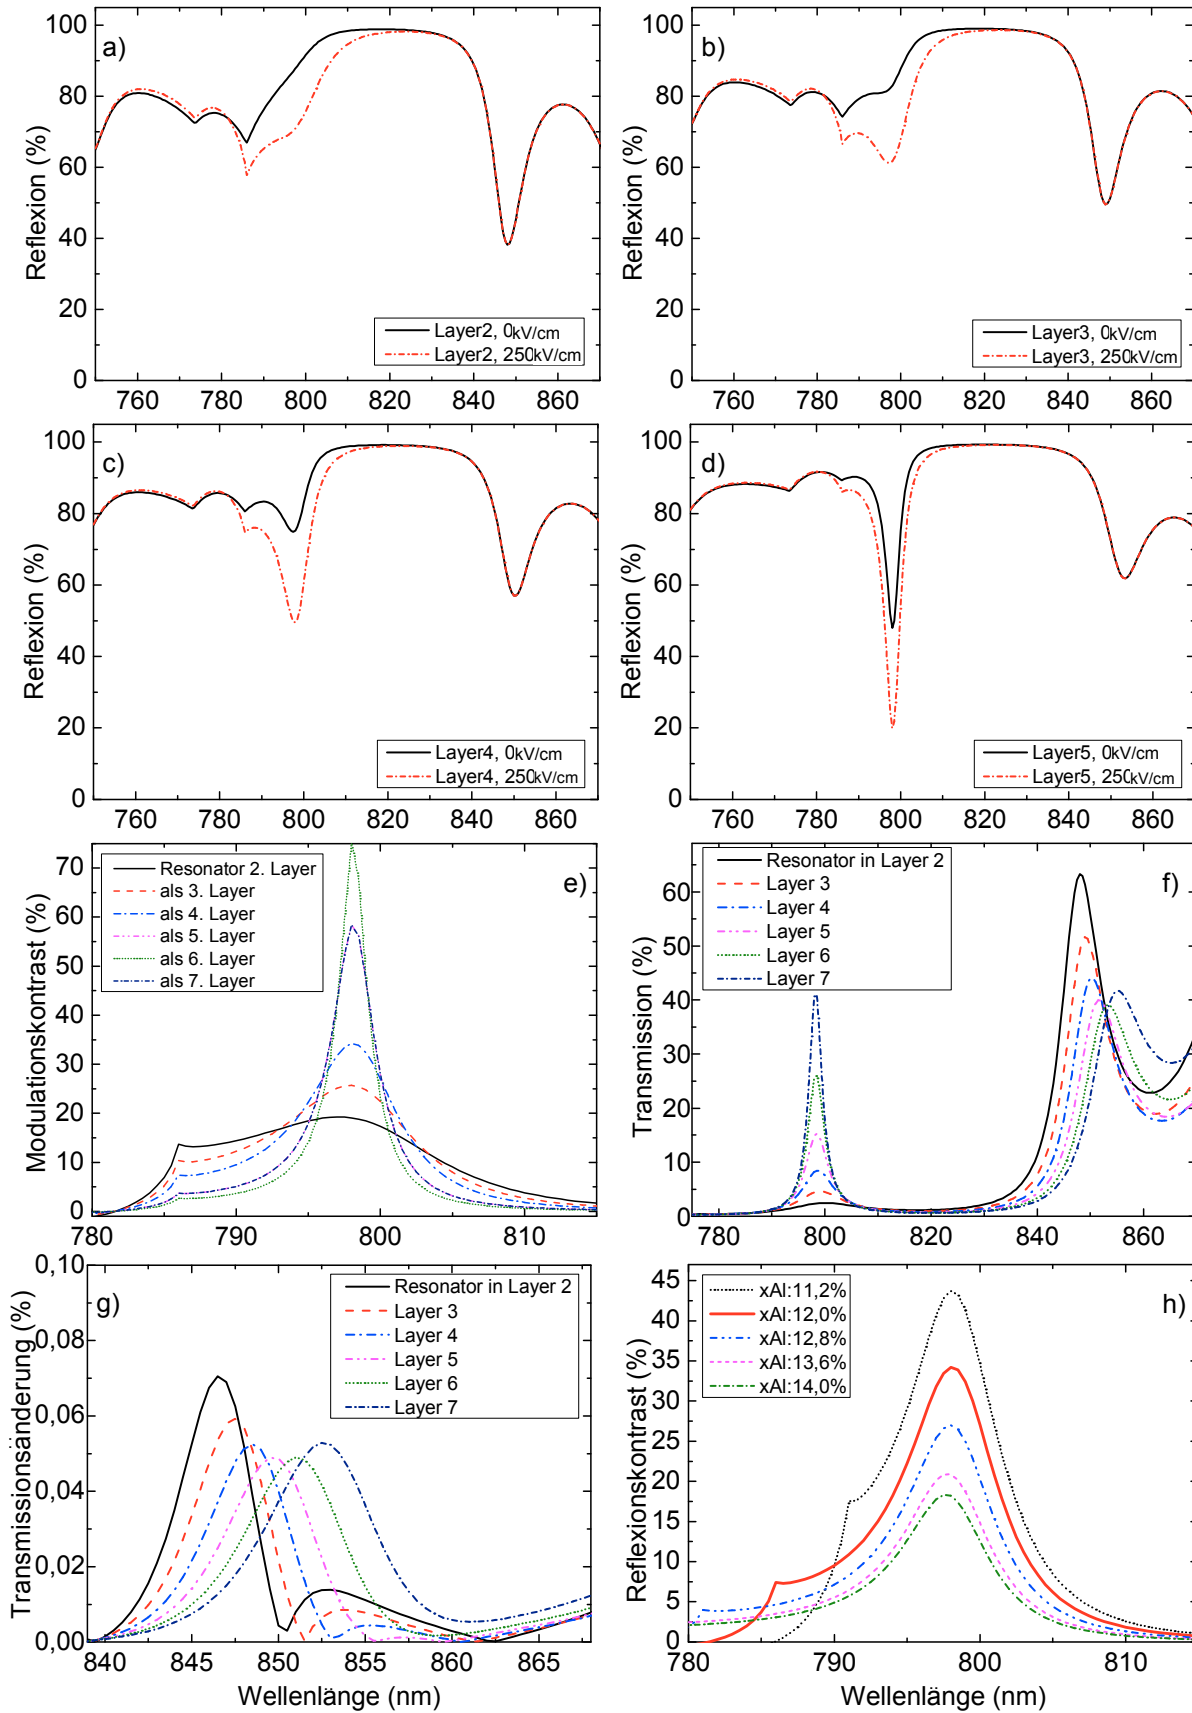 a)
Reflexion (%)
100
80
60
40
20
0
Layer2, 0kV/cm
Layer2, 250kV/cm
760 780 800 820 840 860
b)
Reflexion (%)
100
80
60
40
20
0
Layer3, 0kV/cm
Layer3, 250kV/cm
760 780 800 820 840 860
c)
Reflexion (%)
100
80
60
40
20
0
Layer4, 0kV/cm
Layer4, 250kV/cm
760 780 800 820 840 860
d)
Reflexion (%)
100
80
60
40
20
0
Layer5, 0kV/cm
Layer5, 250kV/cm
760 780 800 820 840 860
e)
Modulationskontrast (%)
70
60
50
40
30
20
10
0
Resonator 2. Layer
als 3. Layer
als 4. Layer
als 5. Layer
als 6. Layer
als 7. Layer
780 790 800 810
f)
Transmission (%)
60
50
40
30
20
10
0
Resonator in Layer 2
Layer 3
Layer 4
Layer 5
Layer 6
Layer 7
780 800 820 840 860
g)
Transmissionsänderung (%)
0,10
0,08
0,06
0,04
0,02
0,00
Resonator in Layer 2
Layer 3
Layer 4
Layer 5
Layer 6
Layer 7
840 845 850 855 860 865
Wellenlänge (nm)
h)
Reflexionskontrast (%)
45
40
35
30
25
20
15
10
5
0
xAl:11,2%
xAl:12,0%
xAl:12,8%
xAl:13,6%
xAl:14,0%
780 790 800 810
Wellenlänge (nm)